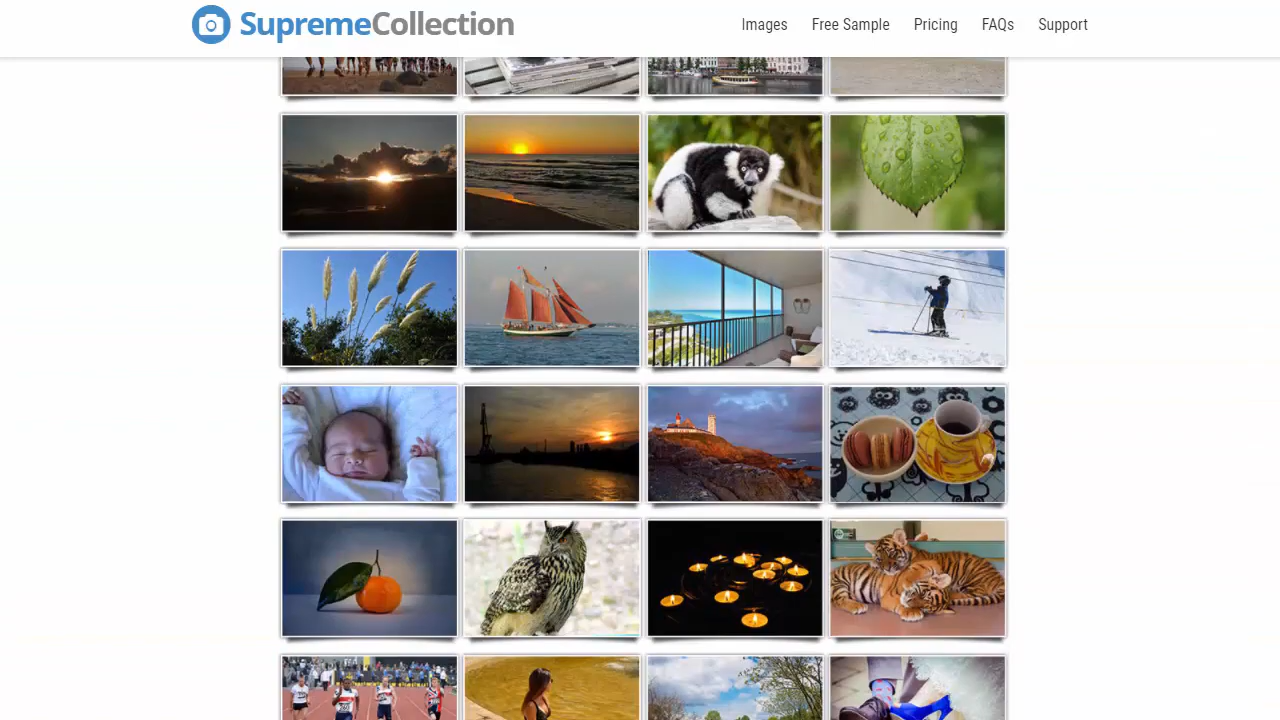 SupremeCollection
Images
Free Sample
Pricing
FAQs
Support